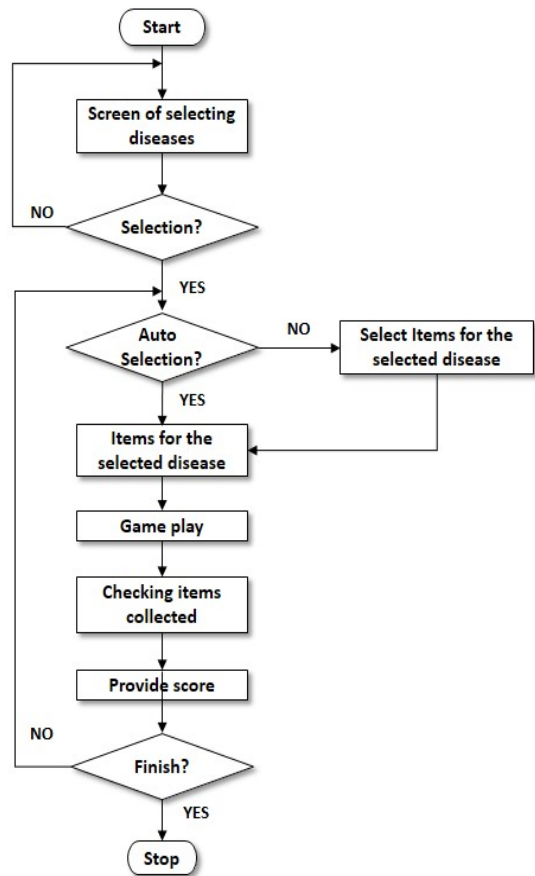 Start
Screen of selecting
diseases
NO
Selection?
YES
Auto
Selection?
NO
Select Items for the
selected disease
YES
Items for the
selected disease
Game play
Checking items
collected
Provide score
NO
Finish?
YES
Stop